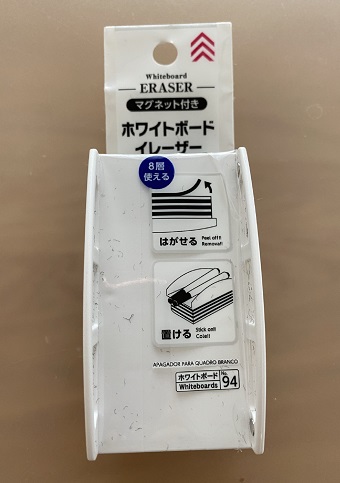 Whiteboard
ERASER
マグネット付き
ホワイトボード
イレーザー
8層
使える
はがせる
Peel off!!
Remova!!
置ける
Stick on!!
Cole!!
APAGADOR PARA QUADRO BRANCO
ホワイトボード
Whiteboards
No.
94